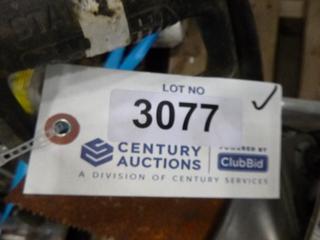 LOT NO
3077
CENTURY
AUCTIONS
POWERED BY
ClubBid
A DIVISION OF CENTURY SERVICES